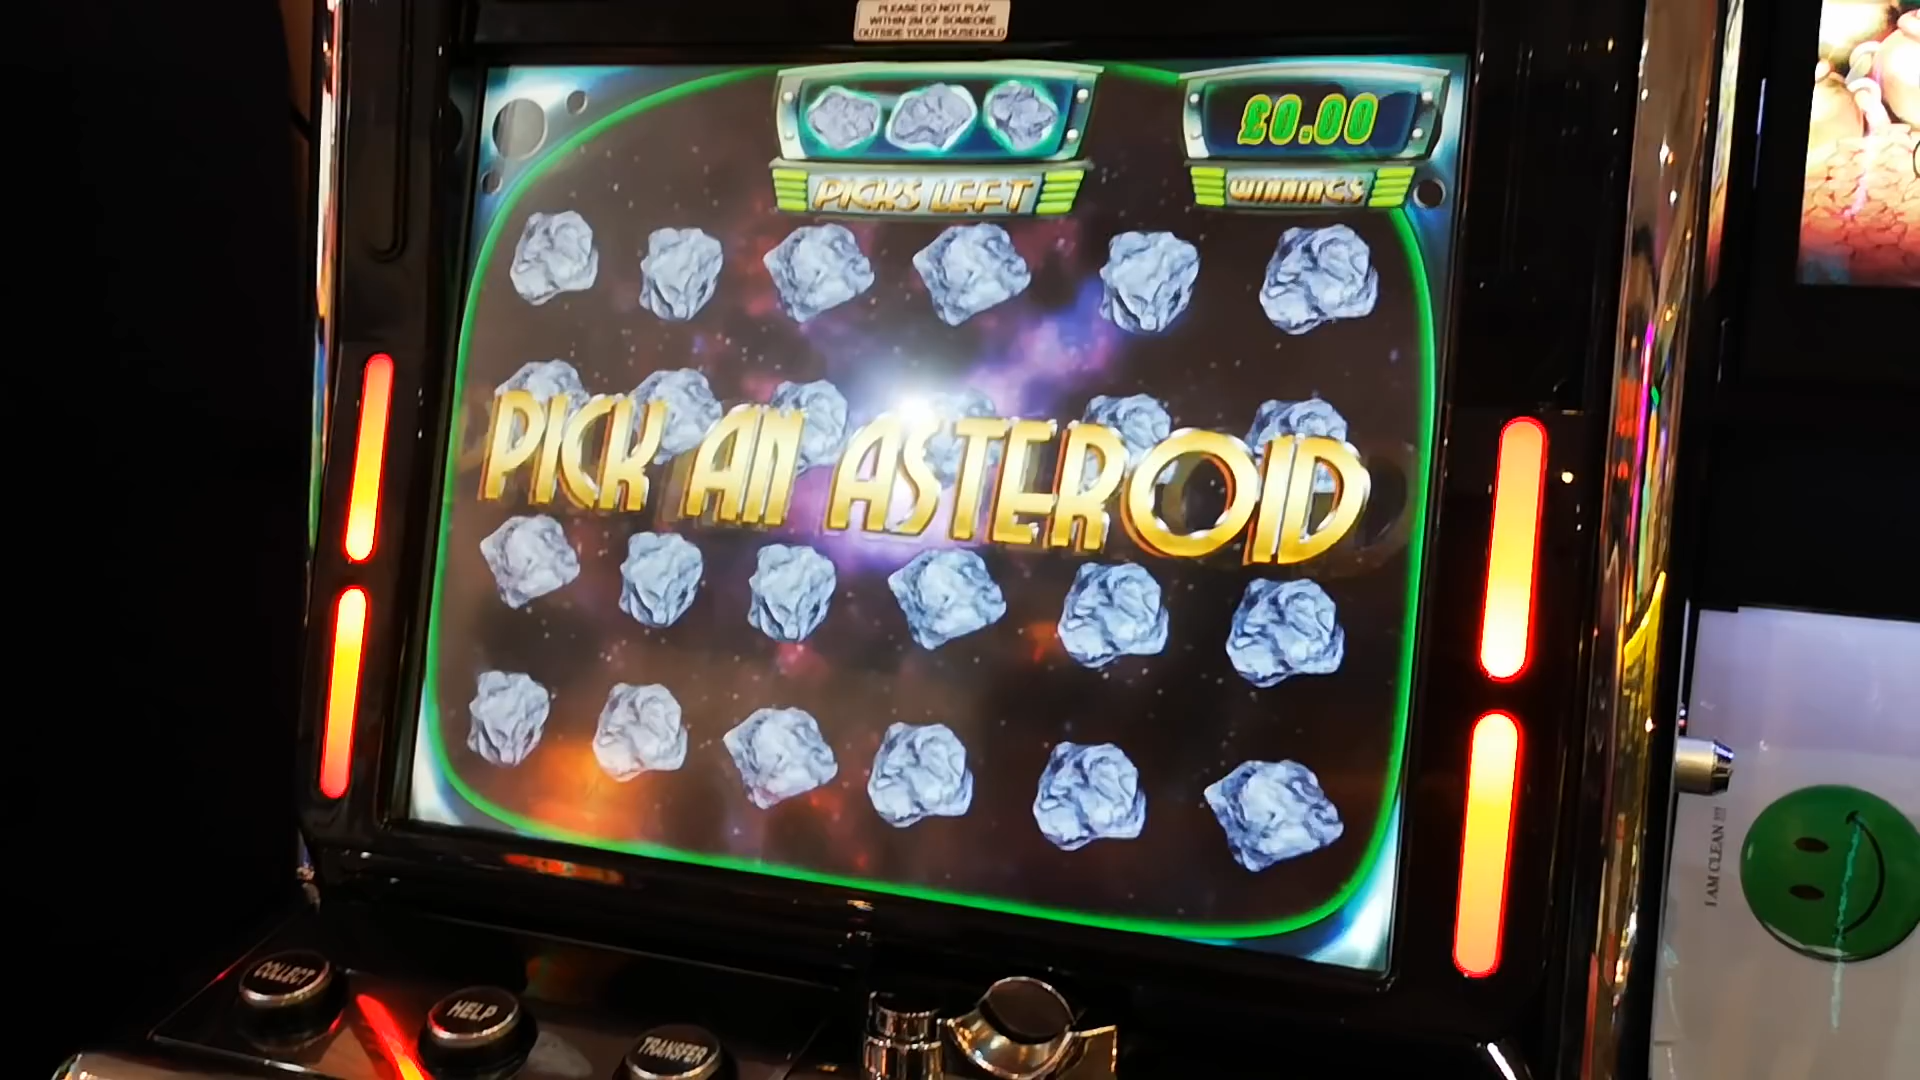 PLEASE DO NOT PLAY
WITHIN 2M OF SOMEONE
OUTSIDE YOUR HOUSEHOLD
£0.00
PICKS LEFT
WINNINGS
PICK AN ASTEROID
I AM CLEAN !!!
COLLECT
HELP
TRANSFER